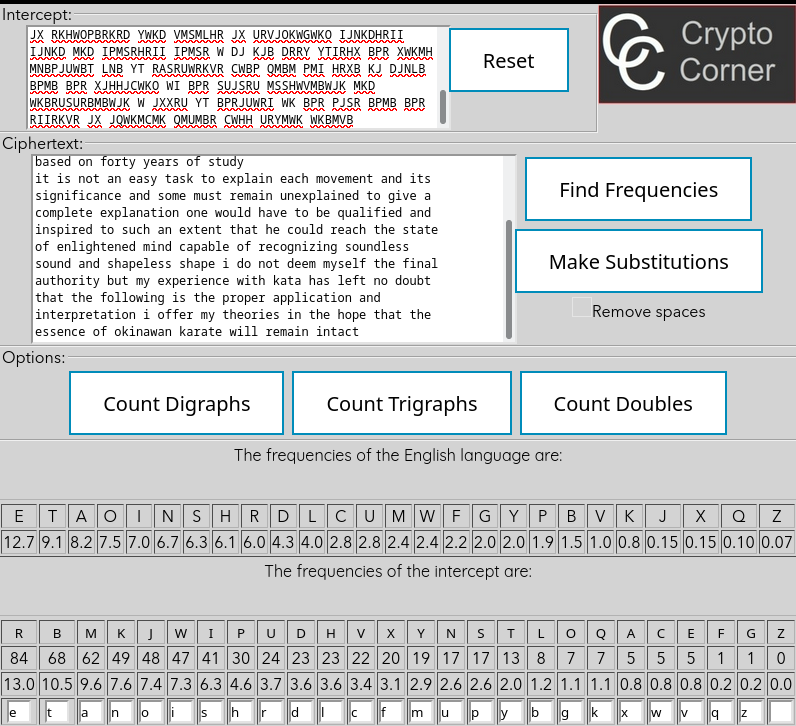 Intercept:
JX RKHWOPBRKRD YWKD VMSMLHR JX URVJOKWGWKO IJNKDHRII
IJNKD MKD IPMSRHRII IPMSR W DJ KJB DRRY YTIRHX BPR XWKMH
MNBPJUWBT LNB YT RASRUWRKVR CWBP QMBM PMI HRXB KJ DJNLB
BPMB BPR XJHHJCWKO WI BPR SUJSRU MSSHWVMBWJK MKD
WKBRUSURBMBWJK W JXXRU YT BPRJUWRI WK BPR PJSR BPMB BPR
RIIRKVR JX JQWKMCMK QMUMBR CWHH URYMWK WKBMVB
Reset
Crypto
Corner
Ciphertext:
based on forty years of study
it is not an easy task to explain each movement and its
significance and some must remain unexplained to give a
complete explanation one would have to be qualified and
inspired to such an extent that he could reach the state
of enlightened mind capable of recognizing soundless
sound and shapeless shape i do not deem myself the final
authority but my experience with kata has left no doubt
that the following is the proper application and
interpretation i offer my theories in the hope that the
essence of okinawan karate will remain intact
Find Frequencies
Make Substitutions
Remove spaces
Options:
Count Digraphs Count Trigraphs Count Doubles
The frequencies of the English language are:
E T A O I N S H R D L C U M W F G Y P B V K J X Q Z
12.7 9.1 8.2 7.5 7.0 6.7 6.3 6.1 6.0 4.3 4.0 2.8 2.8 2.4 2.4 2.2 2.0 2.0 1.9 1.5 1.0 0.8 0.15 0.15 0.10 0.07
The frequencies of the intercept are:
R B M K J W I P U D H V X Y N S T L O Q A C E F G Z
84 68 62 49 48 47 41 30 24 23 23 22 20 19 17 17 13 8 7 7 5 5 5 1 1 0
13.0 10.5 9.6 7.6 7.4 7.3 6.3 4.6 3.7 3.6 3.6 3.4 3.1 2.9 2.6 2.6 2.0 1.2 1.1 1.1 0.8 0.8 0.8 0.2 0.2 0.0
e t a n o i s h r d l c f m u p y b g k x w v q z